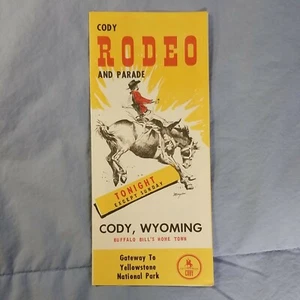 CODY
RODEO
AND PARADE
TONIGHT
EXCEPT SUNDAY
CODY, WYOMING
BUFFALO BILL'S HOME TOWN
Gateway To
Yellowstone
National Park
CODY